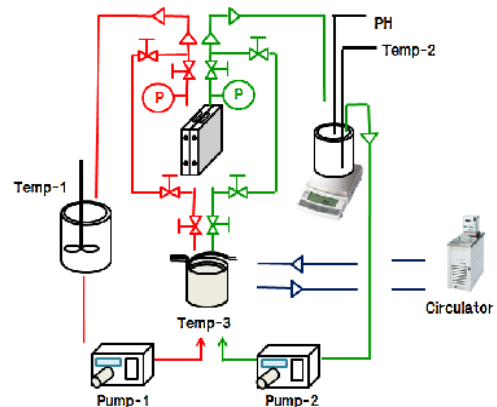 PH
Temp-2
P
P
Temp-1
Circulator
Temp-3
Pump-1
Pump-2